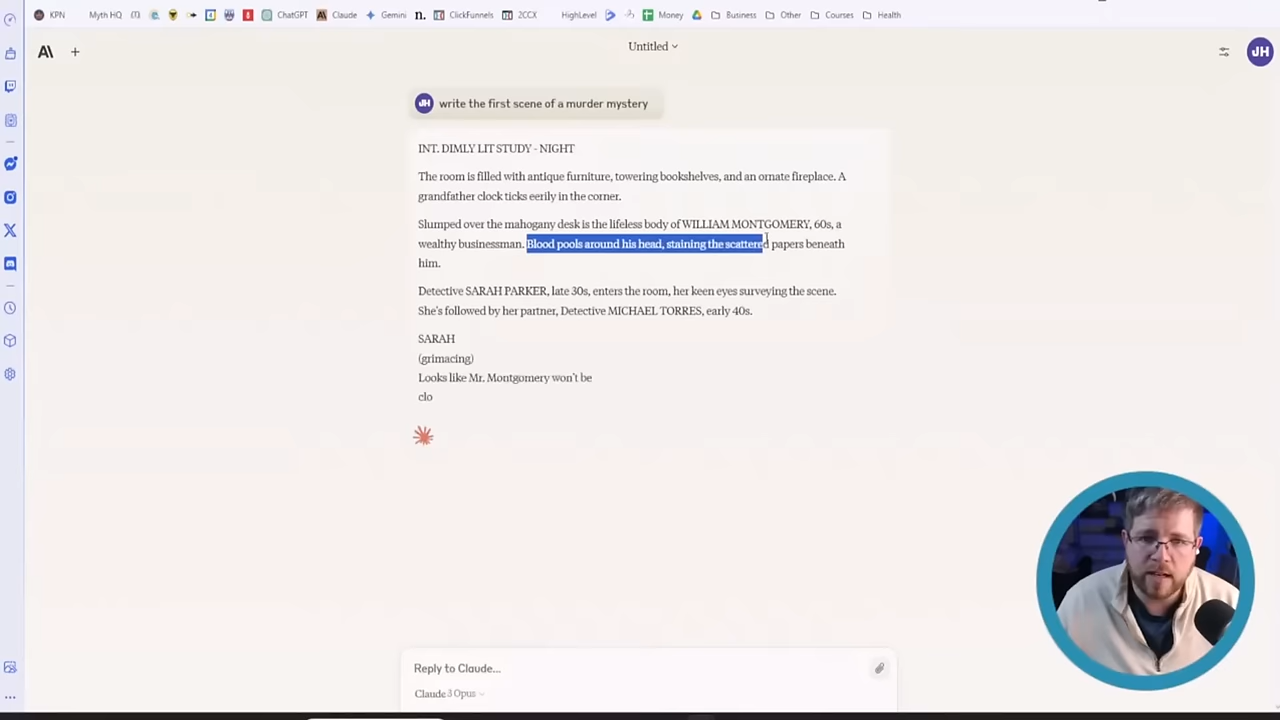 KPN Myth HQ ChatGPT Claude Gemini n. ClickFunnels 2CCX HighLevel Money Business Other Courses Health
Untitled
JH
JH write the first scene of a murder mystery
INT. DIMLY LIT STUDY - NIGHT
The room is filled with antique furniture, towering bookshelves, and an ornate fireplace. A
grandfather clock ticks eerily in the corner.
Slumped over the mahogany desk is the lifeless body of WILLIAM MONTGOMERY, 60s, a
wealthy businessman. Blood pools around his head, staining the scattered papers beneath
him.
Detective SARAH PARKER, late 30s, enters the room, her keen eyes surveying the scene.
She's followed by her partner, Detective MICHAEL TORRES, early 40s.
SARAH
(grimacing)
Looks like Mr. Montgomery won't be
clo
Reply to Claude...
Claude 3 Opus